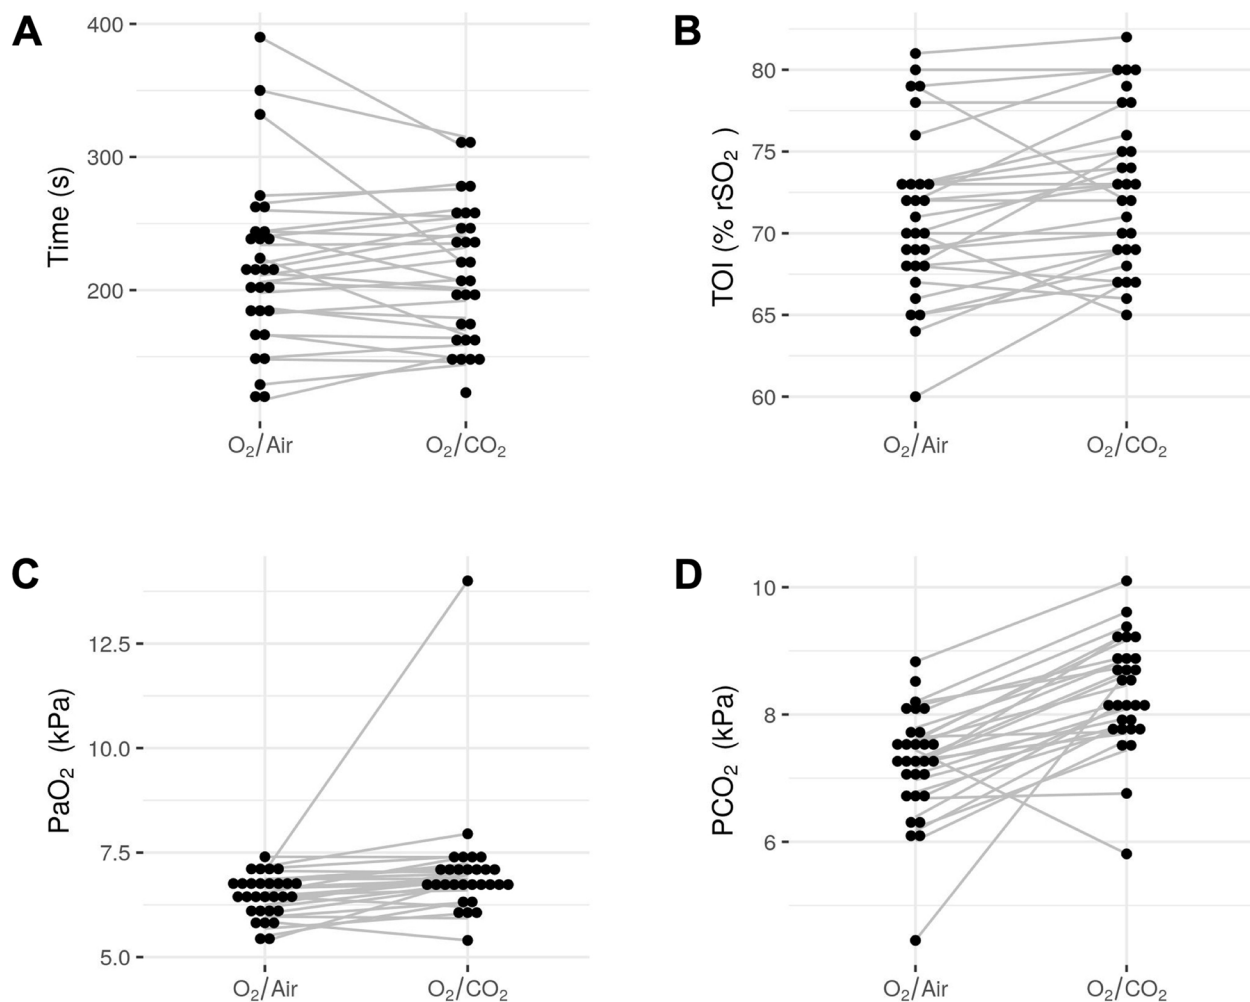 A
Time (s)
400
300
200
O₂/Air
O₂/CO₂
B
TOI (% rSO₂ )
80
75
70
65
60
O₂/Air
O₂/CO₂
C
PaO₂ (kPa)
12.5
10.0
7.5
5.0
O₂/Air
O₂/CO₂
D
PCO₂ (kPa)
10
8
6
O₂/Air
O₂/CO₂